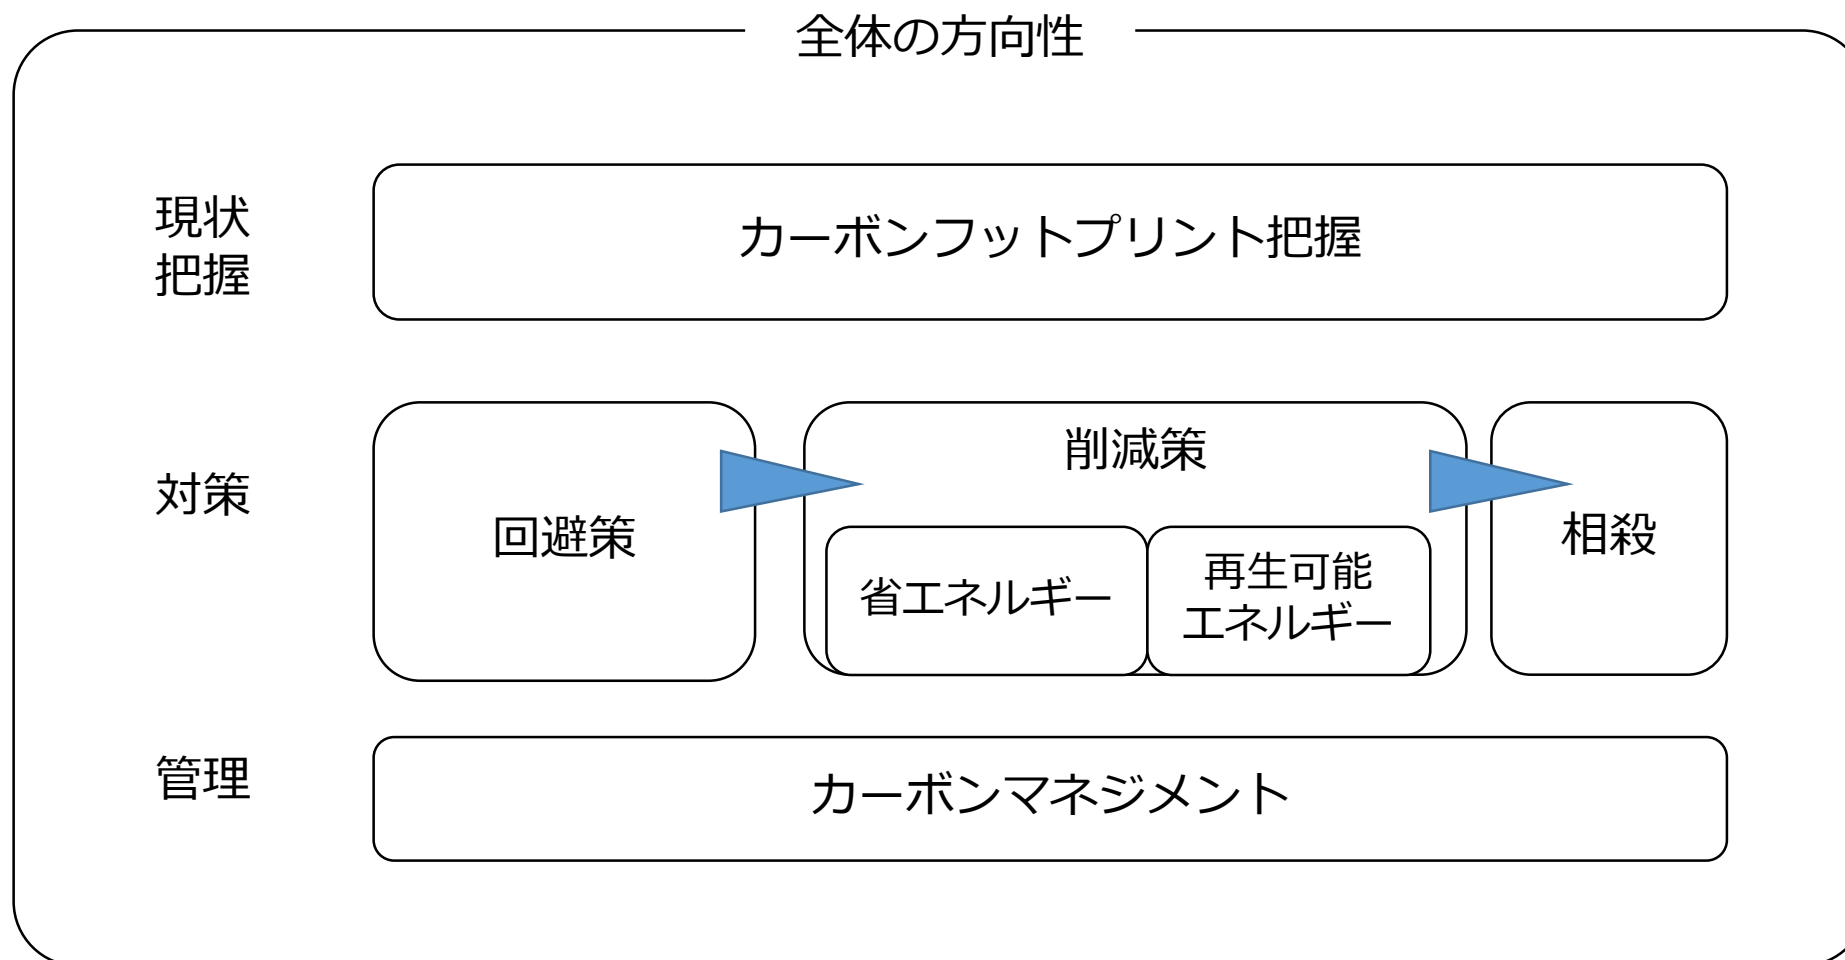 全体の方向性
現状
把握
カーボンフットプリント把握
対策
回避策
削減策
省エネルギー
再生可能
エネルギー
相殺
管理
カーボンマネジメント